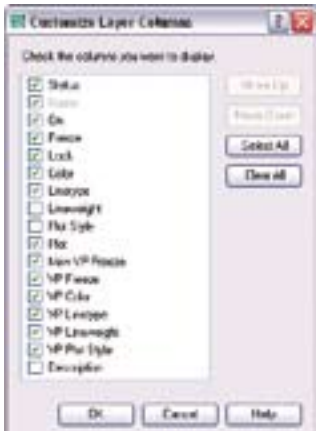 Customize Layer Columns
Check the columns you want to display.
Status
Name
On
Freeze
Lock
Color
Linetype
Lineweight
Plot Style
Plot
New VP Freeze
VP Freeze
VP Color
VP Linetype
VP Lineweight
VP Plot Style
Description
Move Up
Move Down
Select All
Clear All
OK
Cancel
Help